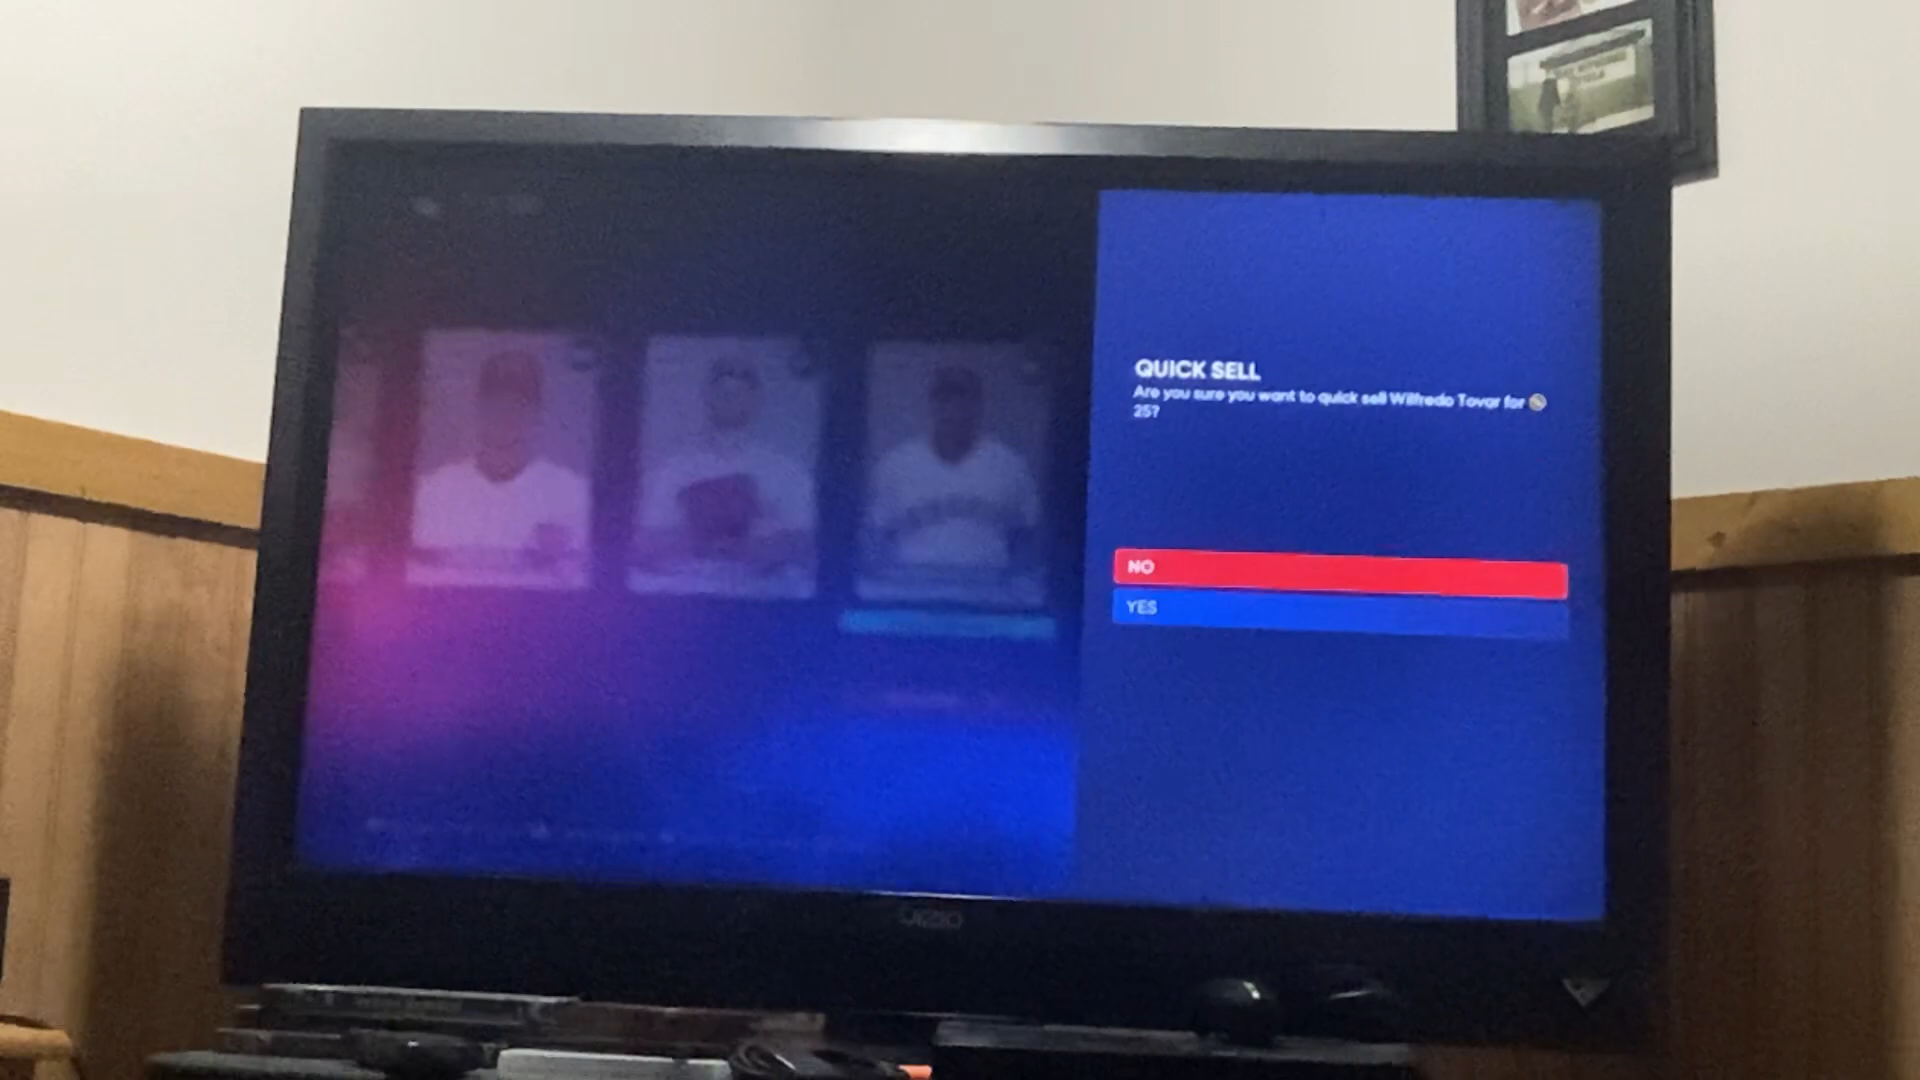 QUICK SELL
Are you sure you want to quick sell Wilfredo Tovar for
25?
NO
YES
VIZIO